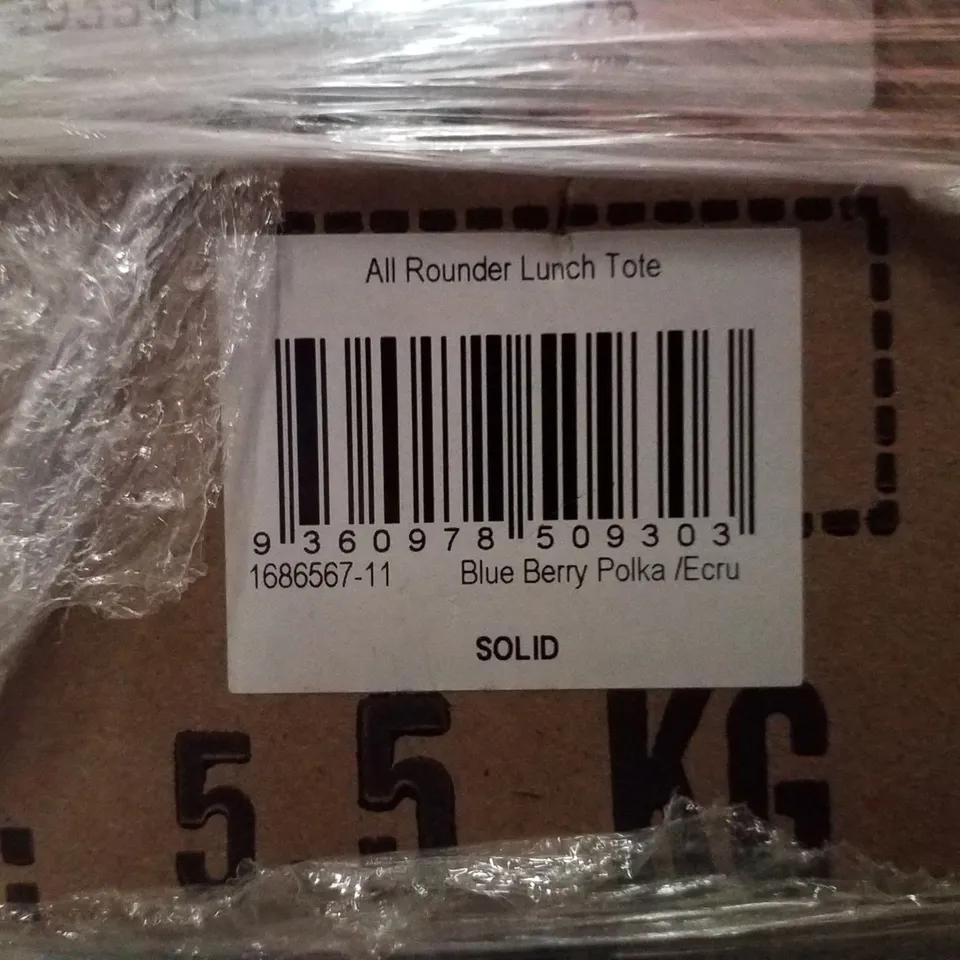 All Rounder Lunch Tote
9 360978 509303
1686567-11 Blue Berry Polka /Ecru
SOLID
5 5 KG